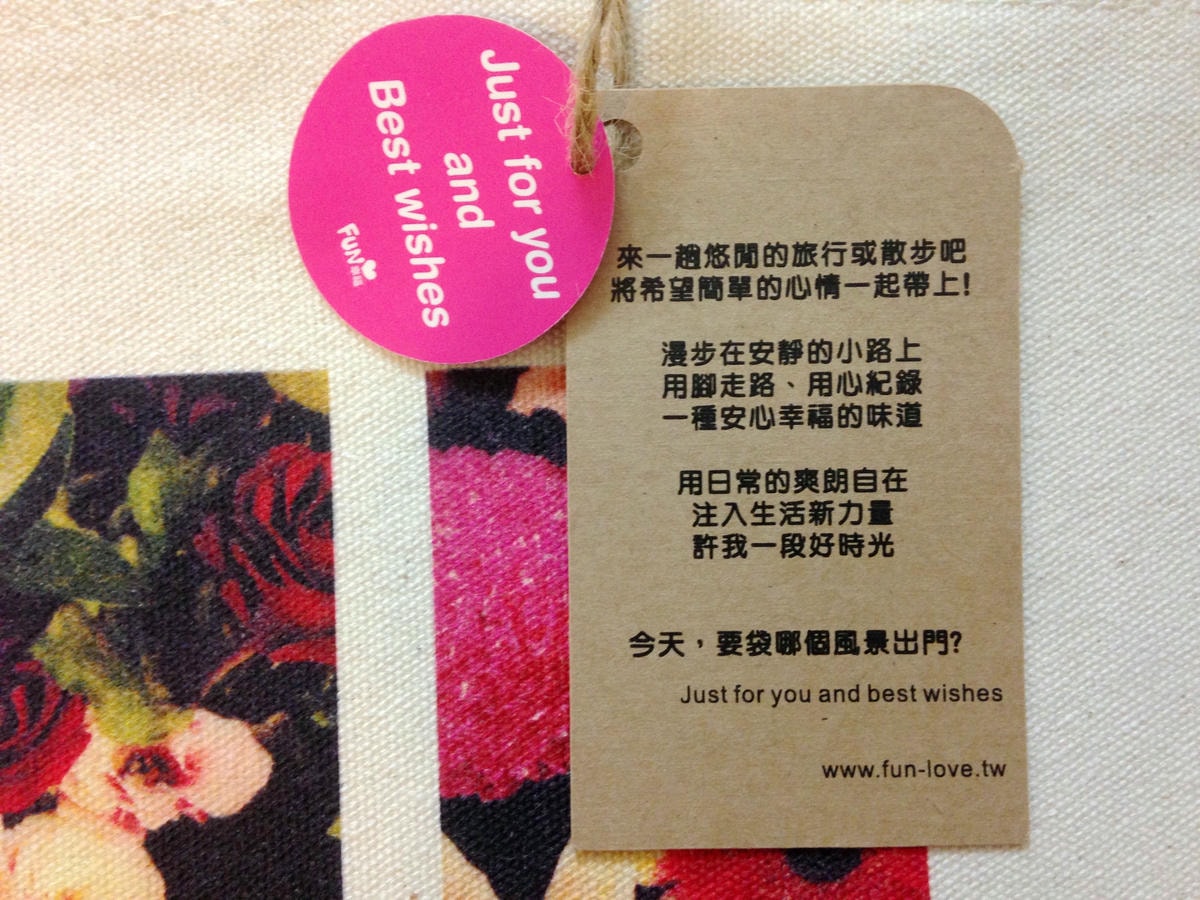 Just for you
and
Best wishes
FUN
來一趟悠閒的旅行或散步吧
將希望簡單的心情一起帶上!
漫步在安靜的小路上
用腳走路、用心紀錄
一種安心幸福的味道
用日常的爽朗自在
注入生活新力量
許我一段好時光
今天，要袋哪個風景出門?
Just for you and best wishes
www.fun-love.tw